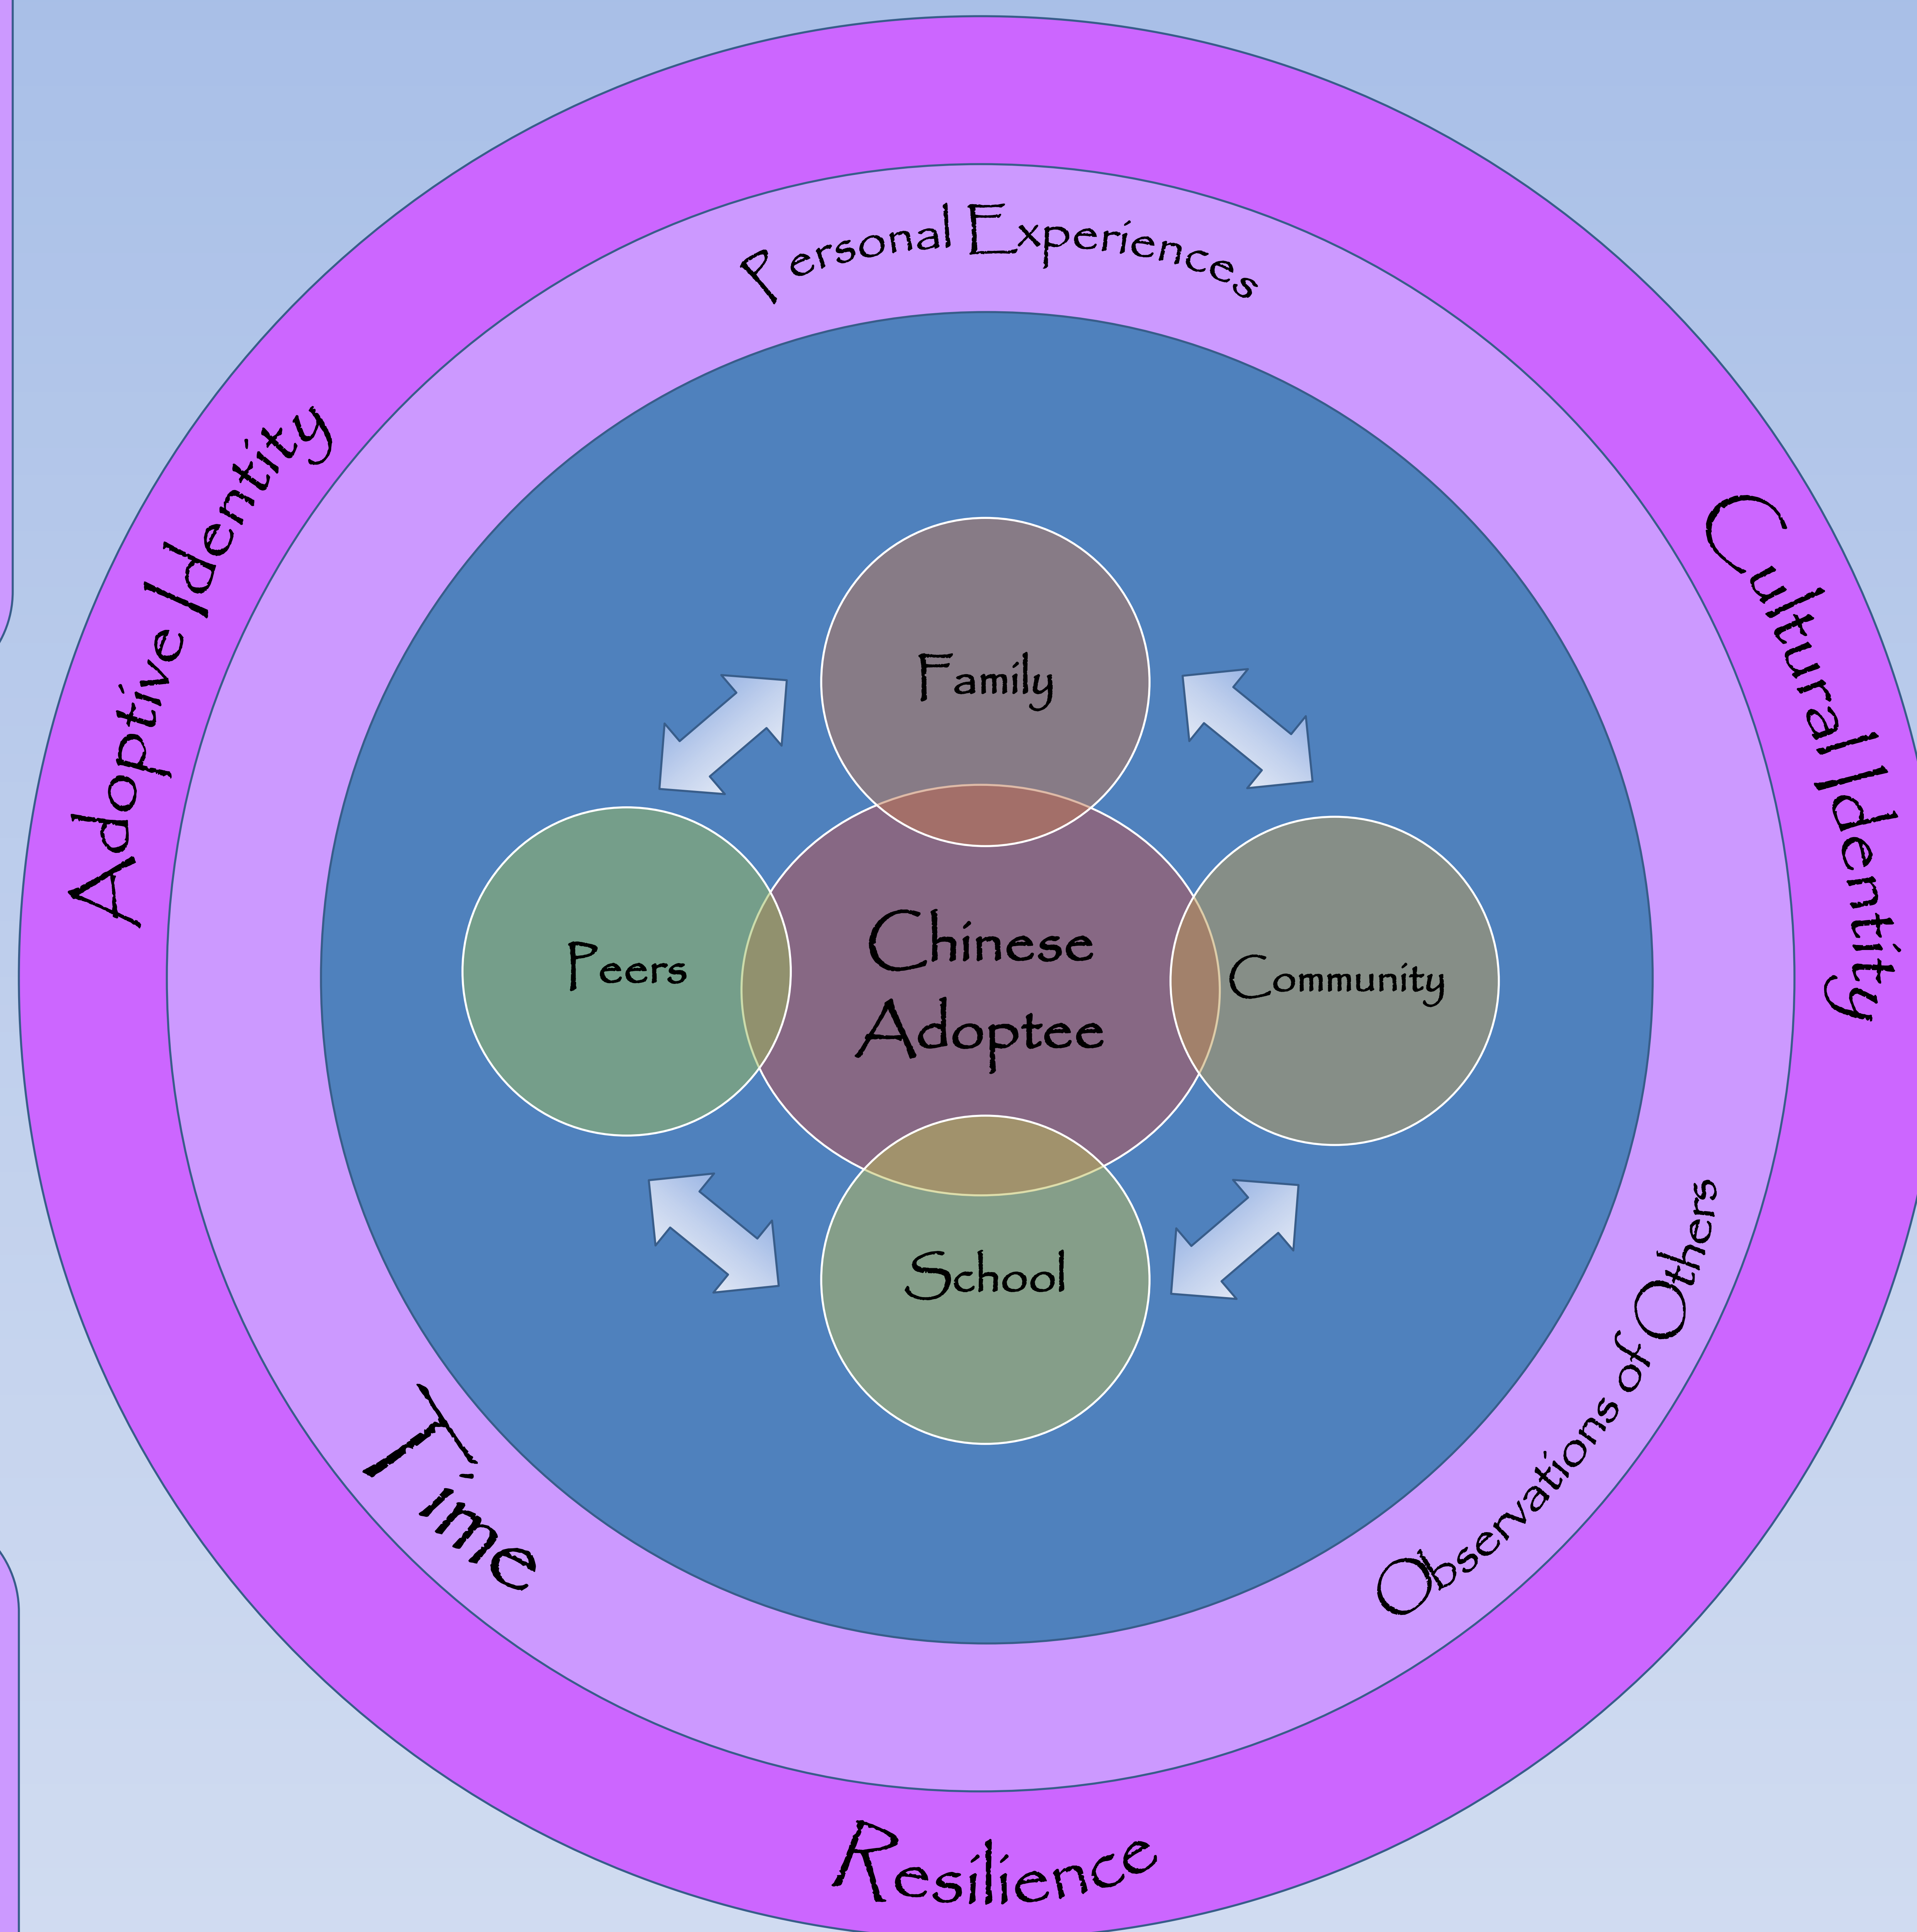 Personal Experiences
Adoptive Identity
Cultural Identity
Family
Peers
Chinese
Adoptee
Community
School
Time
Observations of Others
Resilience